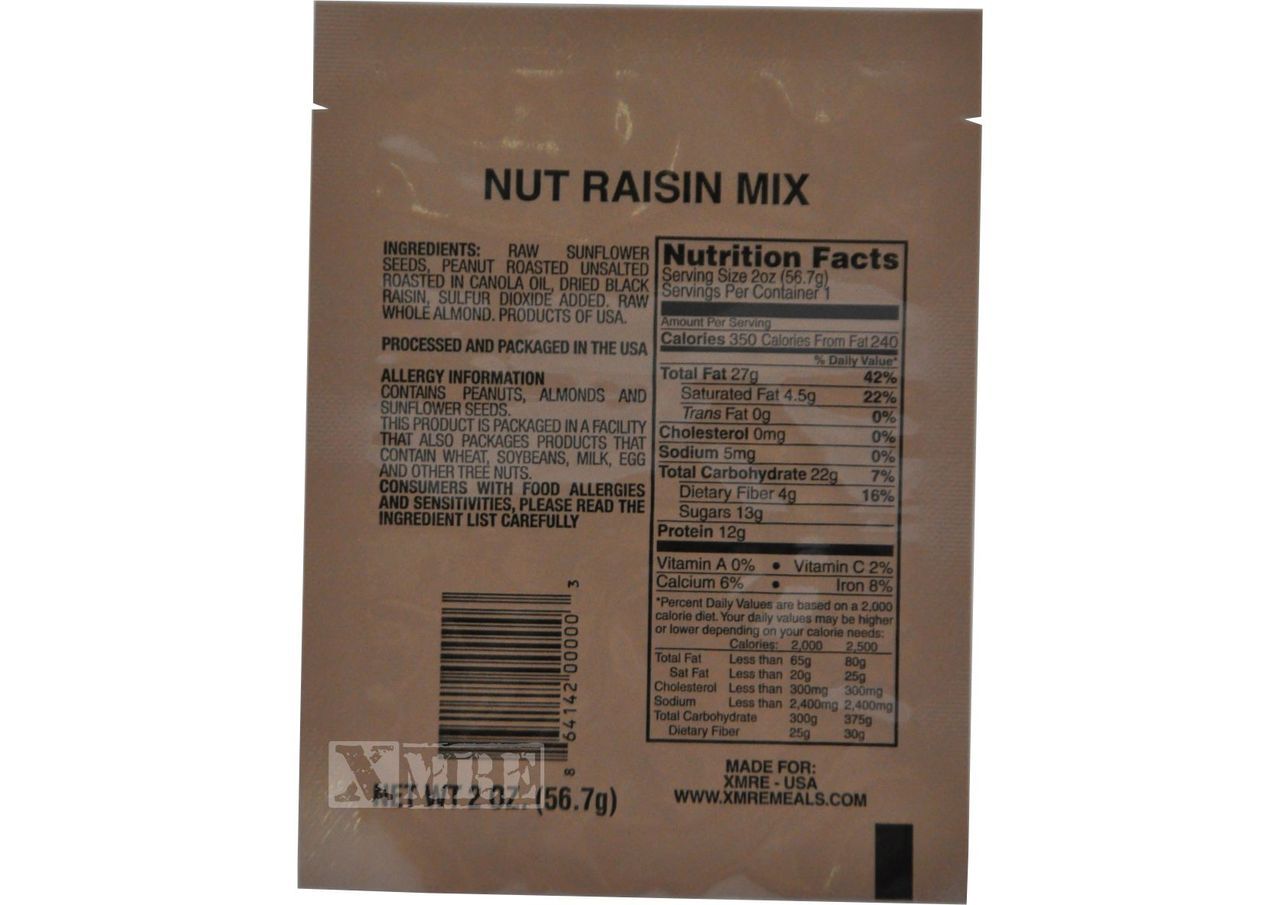 NUT RAISIN MIX
INGREDIENTS: RAW SUNFLOWER
SEEDS, PEANUT ROASTED UNSALTED
ROASTED IN CANOLA OIL, DRIED BLACK
RAISIN, SULFUR DIOXIDE ADDED. RAW
WHOLE ALMOND. PRODUCTS OF USA.
PROCESSED AND PACKAGED IN THE USA
ALLERGY INFORMATION
CONTAINS PEANUTS, ALMONDS AND
SUNFLOWER SEEDS.
THIS PRODUCT IS PACKAGED IN A FACILITY
THAT ALSO PACKAGES PRODUCTS THAT
CONTAIN WHEAT, SOYBEANS, MILK, EGG
AND OTHER TREE NUTS.
CONSUMERS WITH FOOD ALLERGIES
AND SENSITIVITIES, PLEASE READ THE
INGREDIENT LIST CAREFULLY
8 64142 00000 3
XMRE
NET WT. 2 OZ. (56.7g)
Nutrition Facts
Serving Size 2oz (56.7g)
Servings Per Container 1
Amount Per Serving
Calories 350 Calories From Fat 240
% Daily Value*
Total Fat 27g 42%
Saturated Fat 4.5g 22%
Trans Fat 0g 0%
Cholesterol 0mg 0%
Sodium 5mg 0%
Total Carbohydrate 22g 7%
Dietary Fiber 4g 16%
Sugars 13g
Protein 12g
Vitamin A 0% • Vitamin C 2%
Calcium 6% • Iron 8%
*Percent Daily Values are based on a 2,000
calorie diet. Your daily values may be higher
or lower depending on your calorie needs:
Calories: 2,000 2,500
Total Fat Less than 65g 80g
Sat Fat Less than 20g 25g
Cholesterol Less than 300mg 300mg
Sodium Less than 2,400mg 2,400mg
Total Carbohydrate 300g 375g
Dietary Fiber 25g 30g
MADE FOR:
XMRE - USA
WWW.XMREMEALS.COM